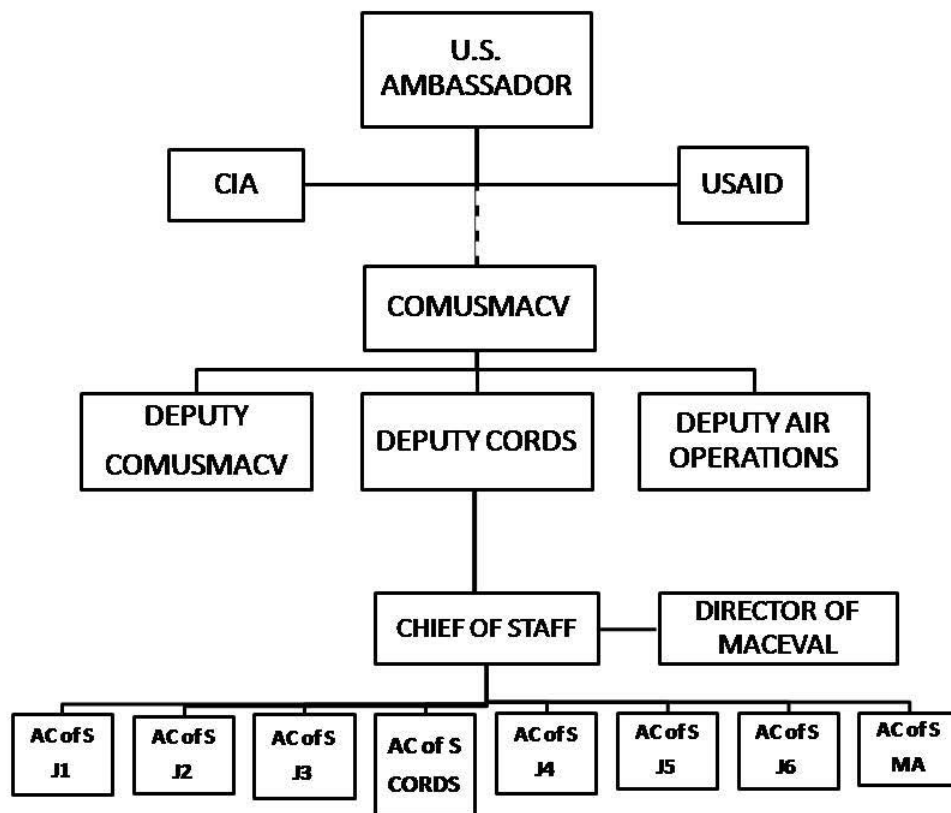 U.S.
AMBASSADOR
CIA
USAID
COMUSMACV
DEPUTY
COMUSMACV
DEPUTY CORDS
DEPUTY AIR
OPERATIONS
CHIEF OF STAFF
DIRECTOR OF
MACEVAL
AC of S
J1
AC of S
J2
AC of S
J3
AC of S
CORDS
AC of S
J4
AC of S
J5
AC of S
J6
AC of S
MA